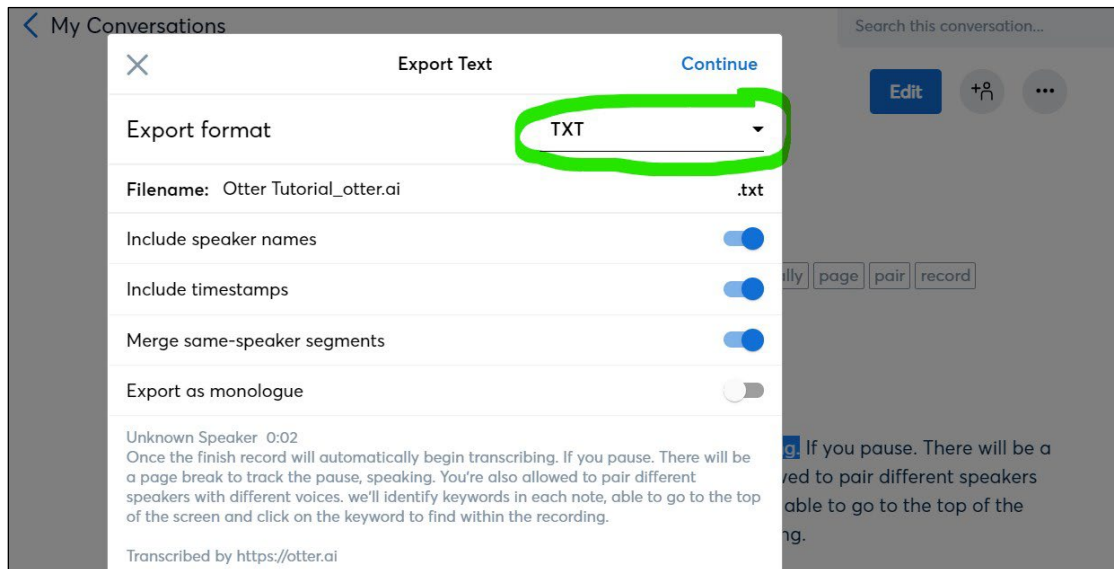 My Conversations
Search this conversation...
Export Text
Continue
Edit
Export format
TXT
Filename: Otter Tutorial_otter.ai
.txt
Include speaker names
Include timestamps
page pair record
Merge same-speaker segments
Export as monologue
Unknown Speaker 0:02
Once the finish record will automatically begin transcribing. If you pause. There will be
a page break to track the pause, speaking. You're also allowed to pair different
speakers with different voices. we'll identify keywords in each note, able to go to the top
of the screen and click on the keyword to find within the recording.
Transcribed by https://otter.ai
If you pause. There will be a
to pair different speakers
able to go to the top of the